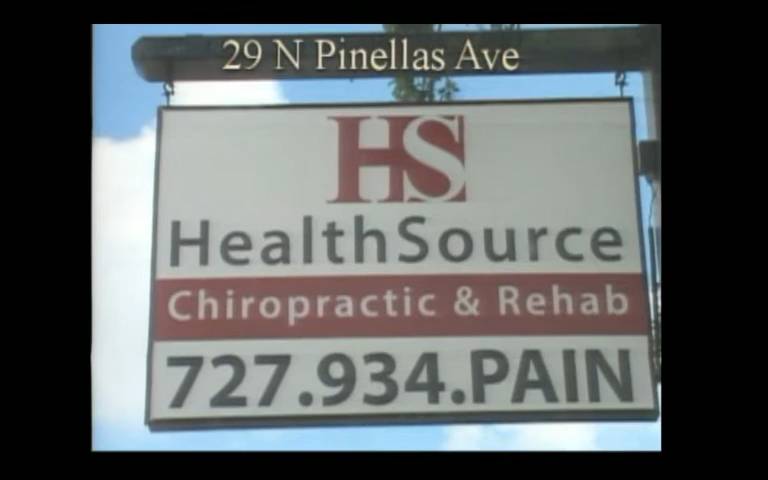 29 N Pinellas Ave
HS
HealthSource
Chiropractic & Rehab
727.934.PAIN